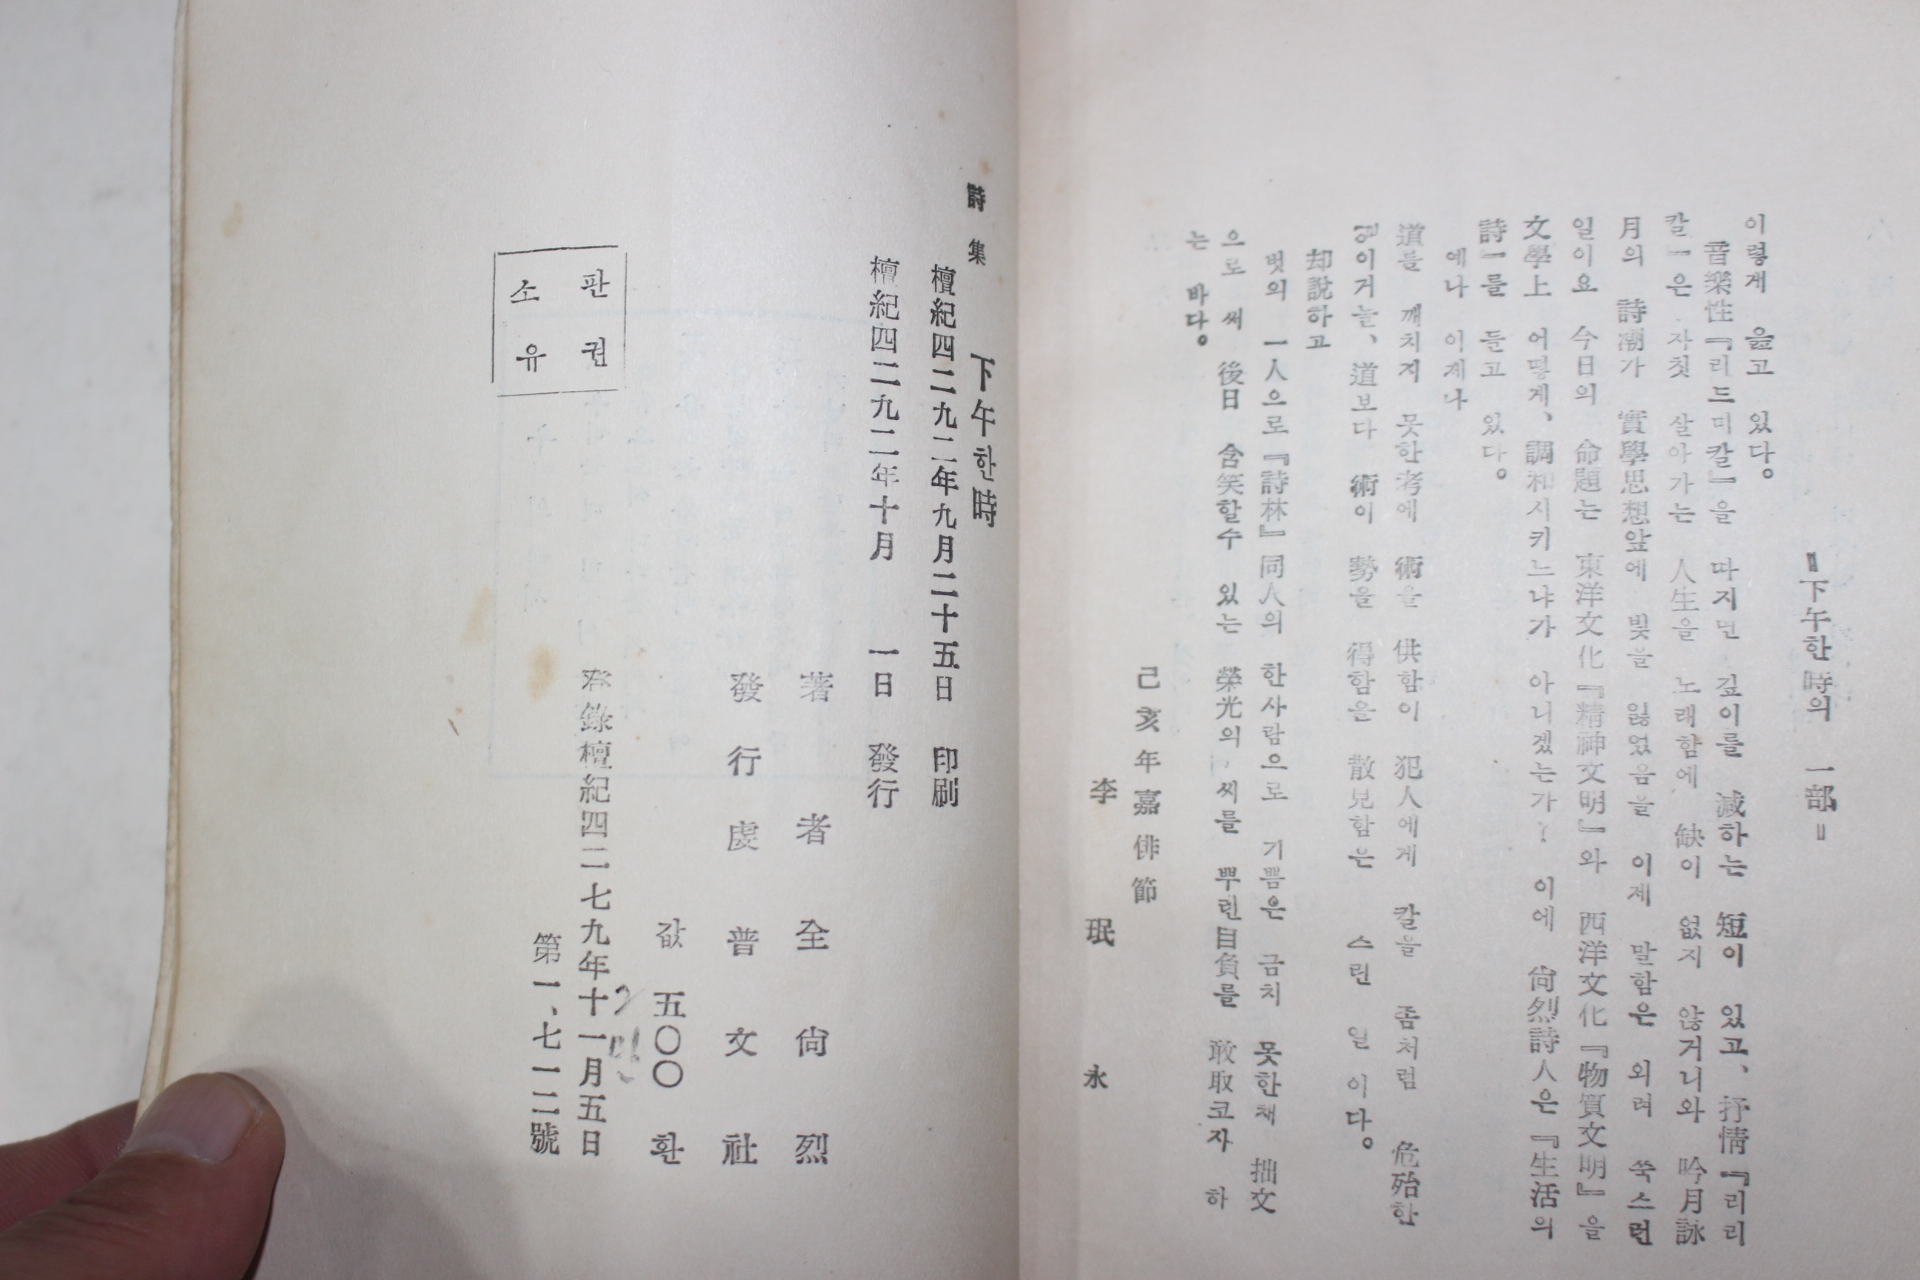 이렇게 읊고 있다。
音樂性『리드미칼』을 따지면 깊이를 減하는 短이 있고、抒情『리리
칼』은 자칫 살아가는 人生을 노래함에 缺이 없지 않거니와 吟月詠
月의 詩潮가 實學思想앞에 빛을 잃었음을 이제 말함은 외려 쑥스런
일이요 今日의 命題는 東洋文化『精神文明』와 西洋文化『物質文明』을
文學上 어떻게、調和시키느냐가 아니겠는가? 이에 尙烈詩人은『生活의
詩』를 들고 있다。
예나 이제나
道를 깨치지 못한者에 術을 供함이 犯人에게 칼을 좀처럼 危殆한
이거늘、道보다 術이 勢을 得함을 散見함은 스린 일이다。
却說하고
벗의 一人으로『詩林』同人의 한사람으로 기쁨은 금치 못한채 拙文
으로 써 後日 含笑할수 있는 榮光의 씨를 뿌린 目負를 敢取코자 하
는 바다。
己亥年嘉俳節
李珉永
‖下午한時의 一部‖
詩集 下午한時
檀紀四二九二年九月二十五日 印刷
檀紀四二九二年十月 一日 發行
著者 全尙烈
發行處 普文社
값 五〇〇환
登錄檀紀四二七九年十一月五日
第一、七一二號
판권
소유